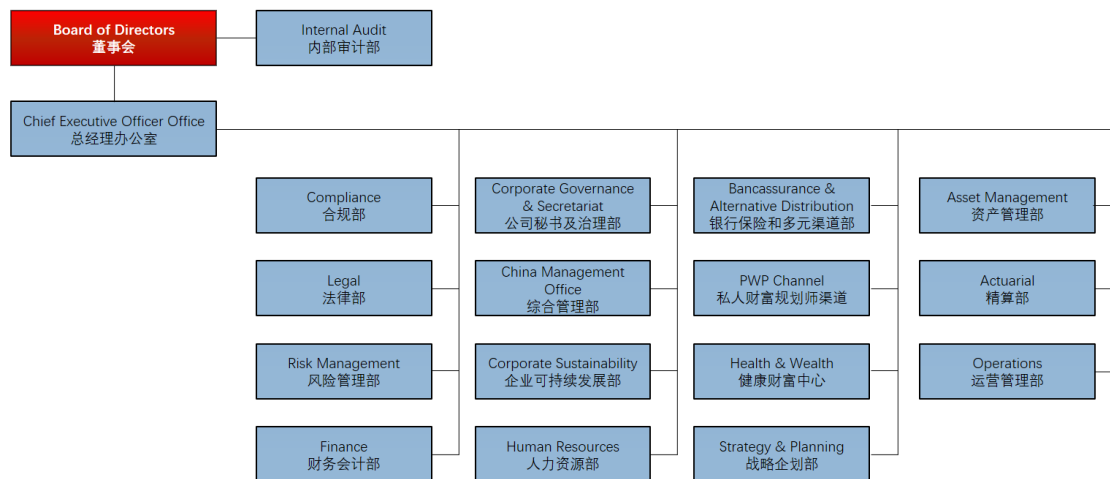 Board of Directors
董事会
Internal Audit
内部审计部
Chief Executive Officer Office
总经理办公室
Compliance
合规部
Corporate Governance
& Secretariat
公司秘书及治理部
Bancassurance &
Alternative Distribution
银行保险和多元渠道部
Asset Management
资产管理部
Legal
法律部
China Management
Office
综合管理部
PWP Channel
私人财富规划师渠道
Actuarial
精算部
Risk Management
风险管理部
Corporate Sustainability
企业可持续发展部
Health & Wealth
健康财富中心
Operations
运营管理部
Finance
财务会计部
Human Resources
人力资源部
Strategy & Planning
战略企划部